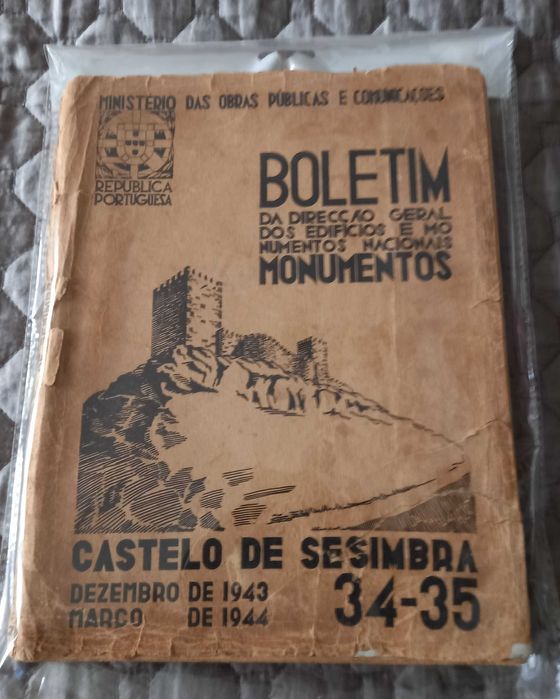 MINISTÉRIO DAS OBRAS PÚBLICAS E COMUNICAÇÕES
REPUBLICA
PORTUGUESA
BOLETIM
DA DIRECÇÃO GERAL
DOS EDIFÍCIOS E MO
NUMENTOS NACIONAIS
MONUMENTOS
CASTELO DE SESIMBRA
DEZEMBRO DE 1943
MARÇO DE 1944
34-35